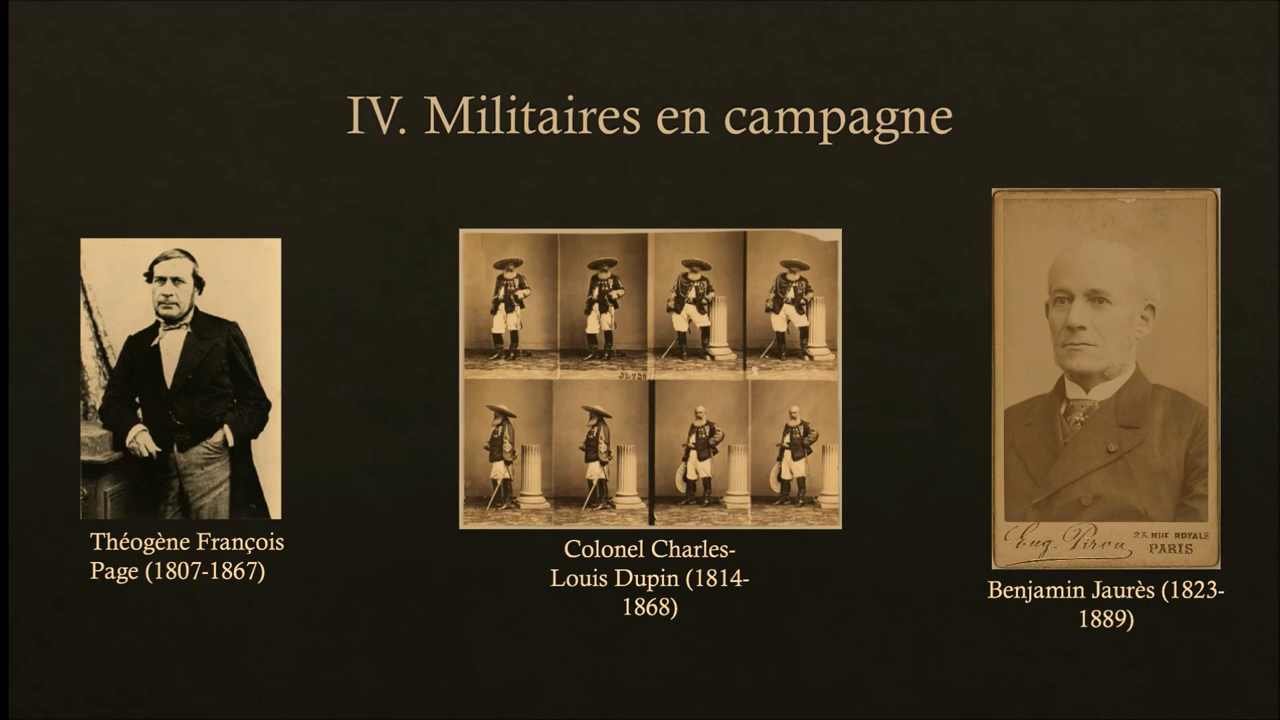 IV. Militaires en campagne
Théogène François
Page (1807-1867)
Colonel Charles-
Louis Dupin (1814-
1868)
Eug. Pirou
23, RUE ROYALE
PARIS
Benjamin Jaurès (1823-
1889)